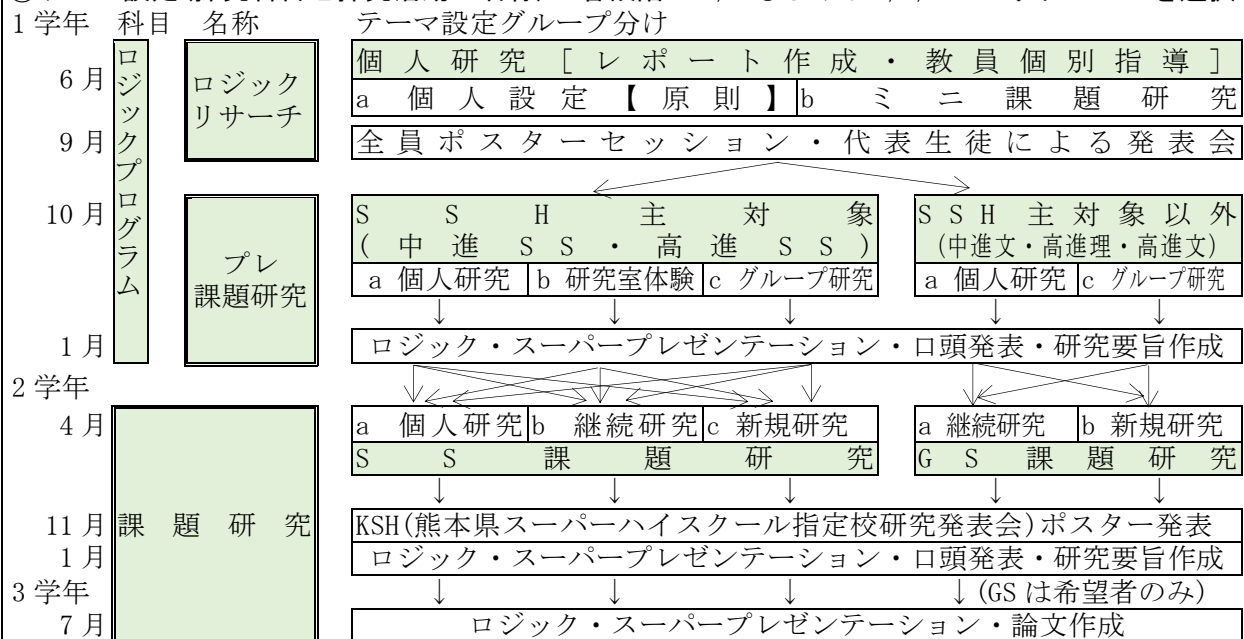 1学年 科目 名称 テーマ設定グループ分け
6月 ロジックプログラム ロジックリサーチ 個人研究[レポート作成・教員個別指導]
a 個人設定【原則】 b ミニ課題研究
9月 全員ポスターセッション・代表生徒による発表会
10月 プレ課題研究 SSH主対象 SSH主対象以外
(中進SS・高進SS) (中進文・高進理・高進文)
a 個人研究 b 研究室体験 c グループ研究 a 個人研究 c グループ研究
↓ ↓ ↓ ↓ ↓
1月 ロジック・スーパープレゼンテーション・口頭発表・研究要旨作成
2学年
4月 a 個人研究 b 継続研究 c 新規研究 a 継続研究 b 新規研究
SS課題研究 GS課題研究
↓ ↓ ↓ ↓ ↓
11月 課題研究 KSH(熊本県スーパーハイスクール指定校研究発表会)ポスター発表
1月 ロジック・スーパープレゼンテーション・口頭発表・研究要旨作成
3学年 ↓ ↓ ↓ ↓(GSは希望者のみ)
7月 ロジック・スーパープレゼンテーション・論文作成